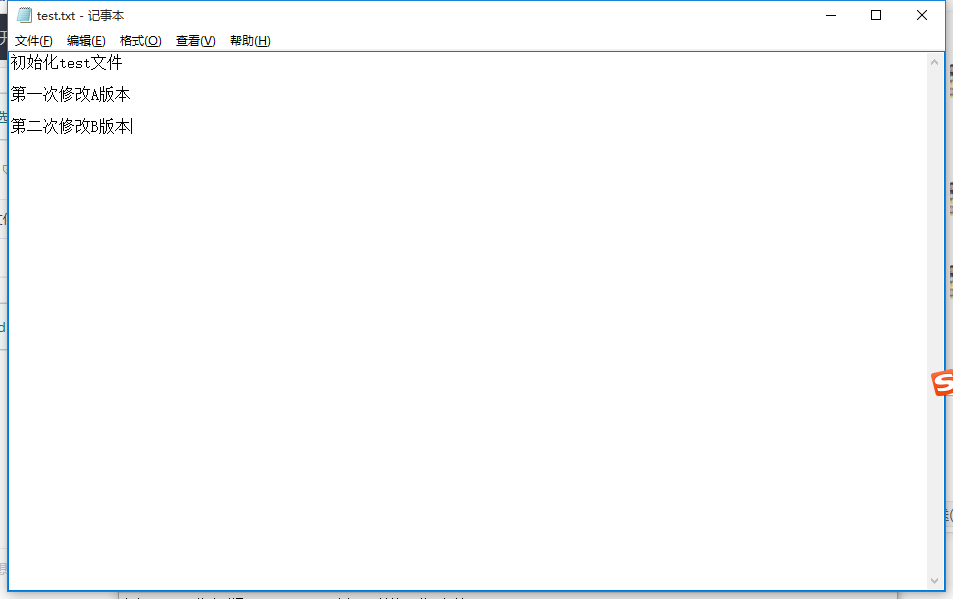 test.txt - 记事本
文件(F) 编辑(E) 格式(O) 查看(V) 帮助(H)
初始化test文件
第一次修改A版本
第二次修改B版本